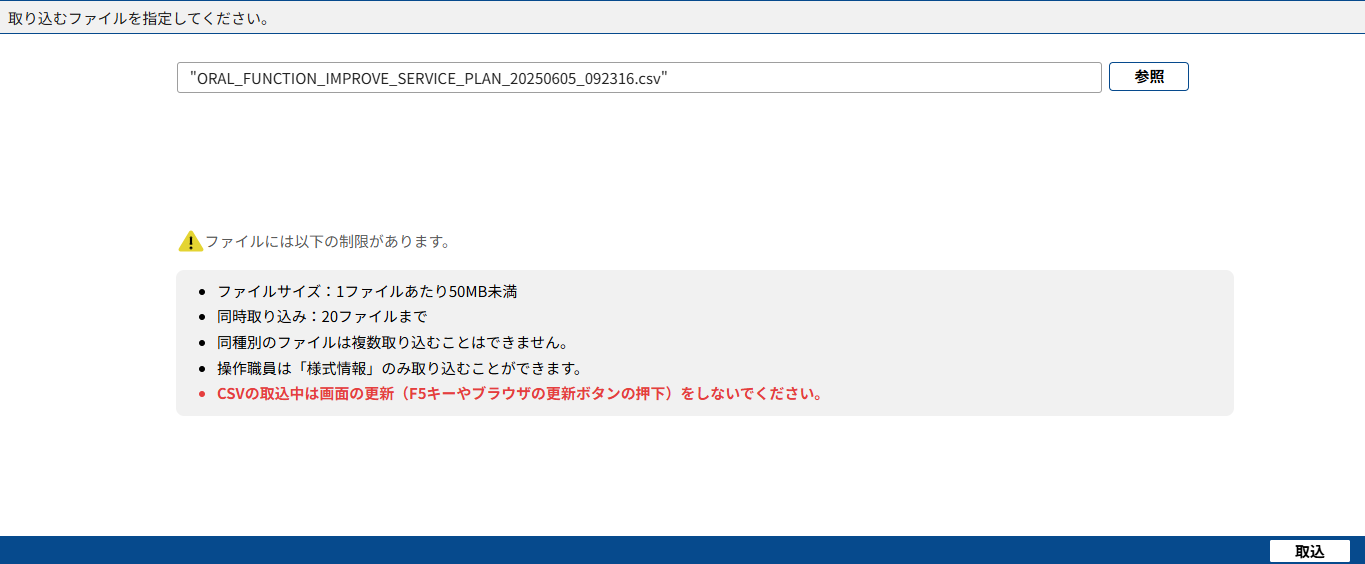 取り込むファイルを指定してください。
"ORAL_FUNCTION_IMPROVE_SERVICE_PLAN_20250605_092316.csv"
参照
ファイルには以下の制限があります。
• ファイルサイズ：1ファイルあたり50MB未満
• 同時取り込み：20ファイルまで
• 同種別のファイルは複数取り込むことはできません。
• 操作職員は「様式情報」のみ取り込むことができます。
• CSVの取込中は画面の更新（F5キーやブラウザの更新ボタンの押下）をしないでください。
取込